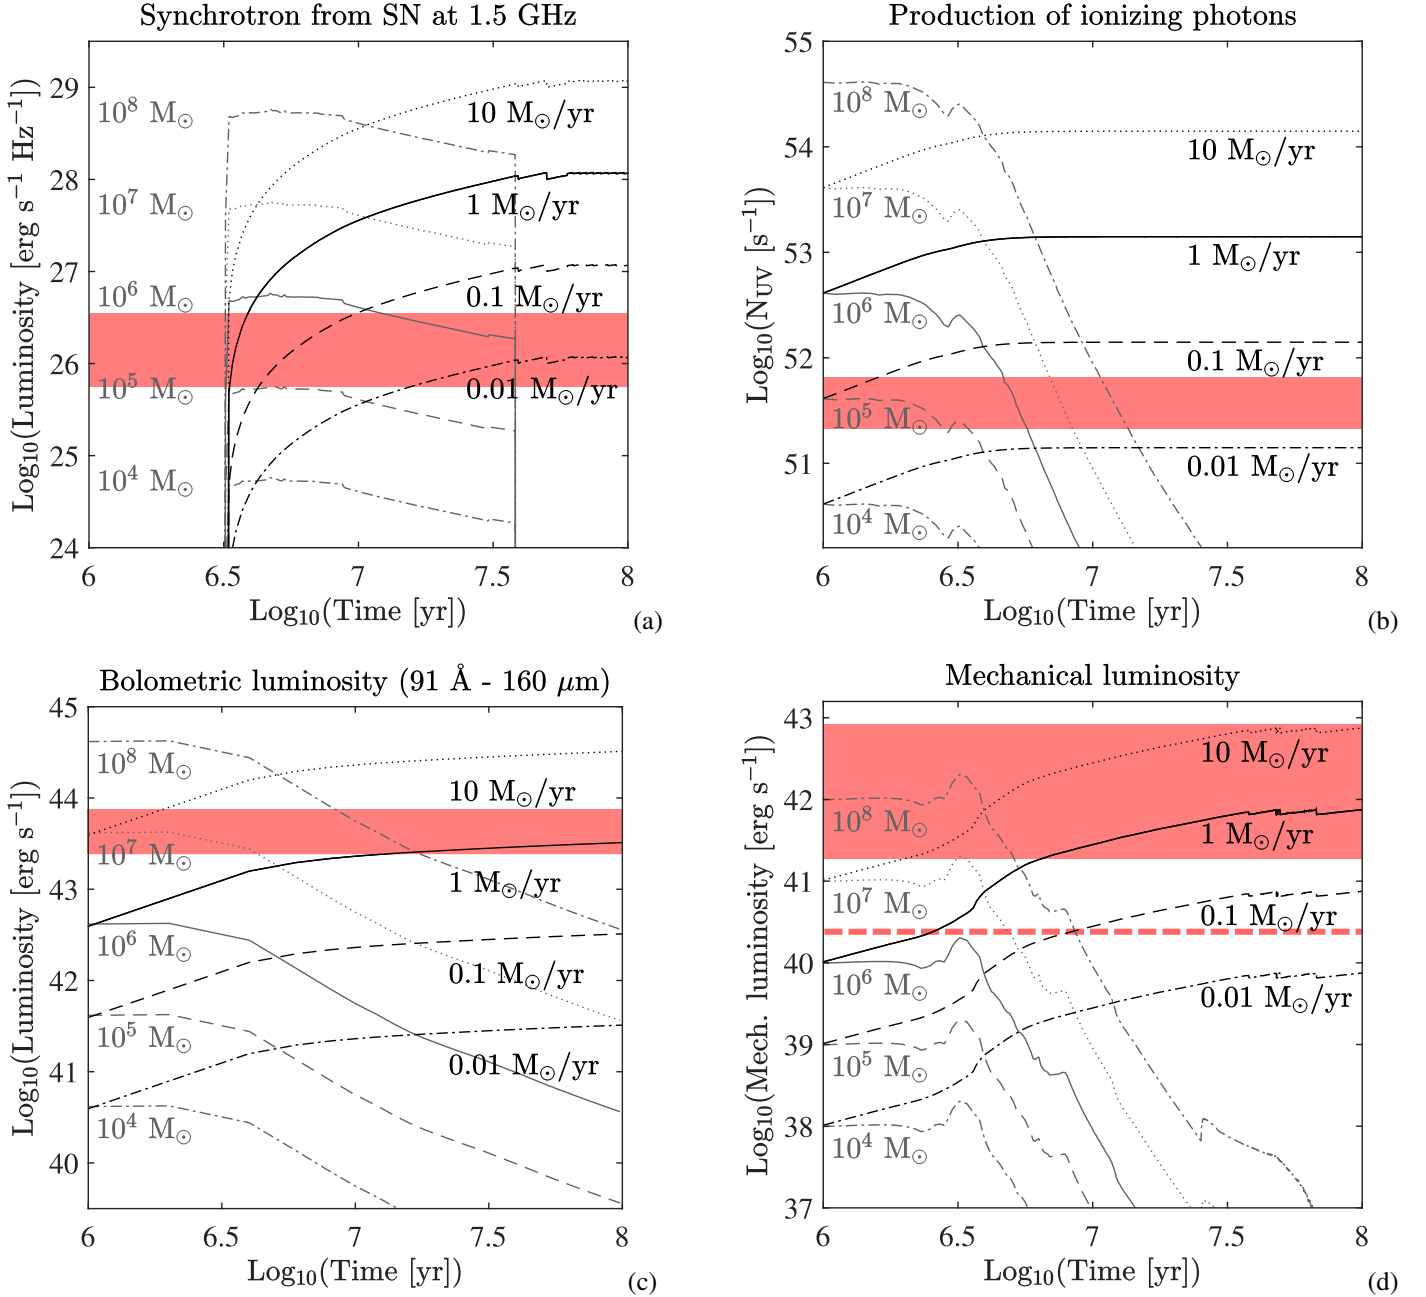 Synchrotron from SN at 1.5 GHz
Log₁₀(Luminosity [erg s⁻¹ Hz⁻¹])
29
28
27
26
25
24
10⁸ M☉
10⁷ M☉
10⁶ M☉
10⁵ M☉
10⁴ M☉
10 M☉/yr
1 M☉/yr
0.1 M☉/yr
0.01 M☉/yr
6 6.5 7 7.5 8
Log₁₀(Time [yr])
(a)
Production of ionizing photons
Log₁₀(N_UV [s⁻¹])
55
54
53
52
51
10⁸ M☉
10⁷ M☉
10⁶ M☉
10⁵ M☉
10⁴ M☉
10 M☉/yr
1 M☉/yr
0.1 M☉/yr
0.01 M☉/yr
6 6.5 7 7.5 8
Log₁₀(Time [yr])
(b)
Bolometric luminosity (91 Å - 160 μm)
Log₁₀(Luminosity [erg s⁻¹])
45
44
43
42
41
40
10⁸ M☉
10⁷ M☉
10⁶ M☉
10⁵ M☉
10⁴ M☉
10 M☉/yr
1 M☉/yr
0.1 M☉/yr
0.01 M☉/yr
6 6.5 7 7.5 8
Log₁₀(Time [yr])
(c)
Mechanical luminosity
Log₁₀(Mech. luminosity [erg s⁻¹])
43
42
41
40
39
38
37
10⁸ M☉
10⁷ M☉
10⁶ M☉
10⁵ M☉
10⁴ M☉
10 M☉/yr
1 M☉/yr
0.1 M☉/yr
0.01 M☉/yr
6 6.5 7 7.5 8
Log₁₀(Time [yr])
(d)